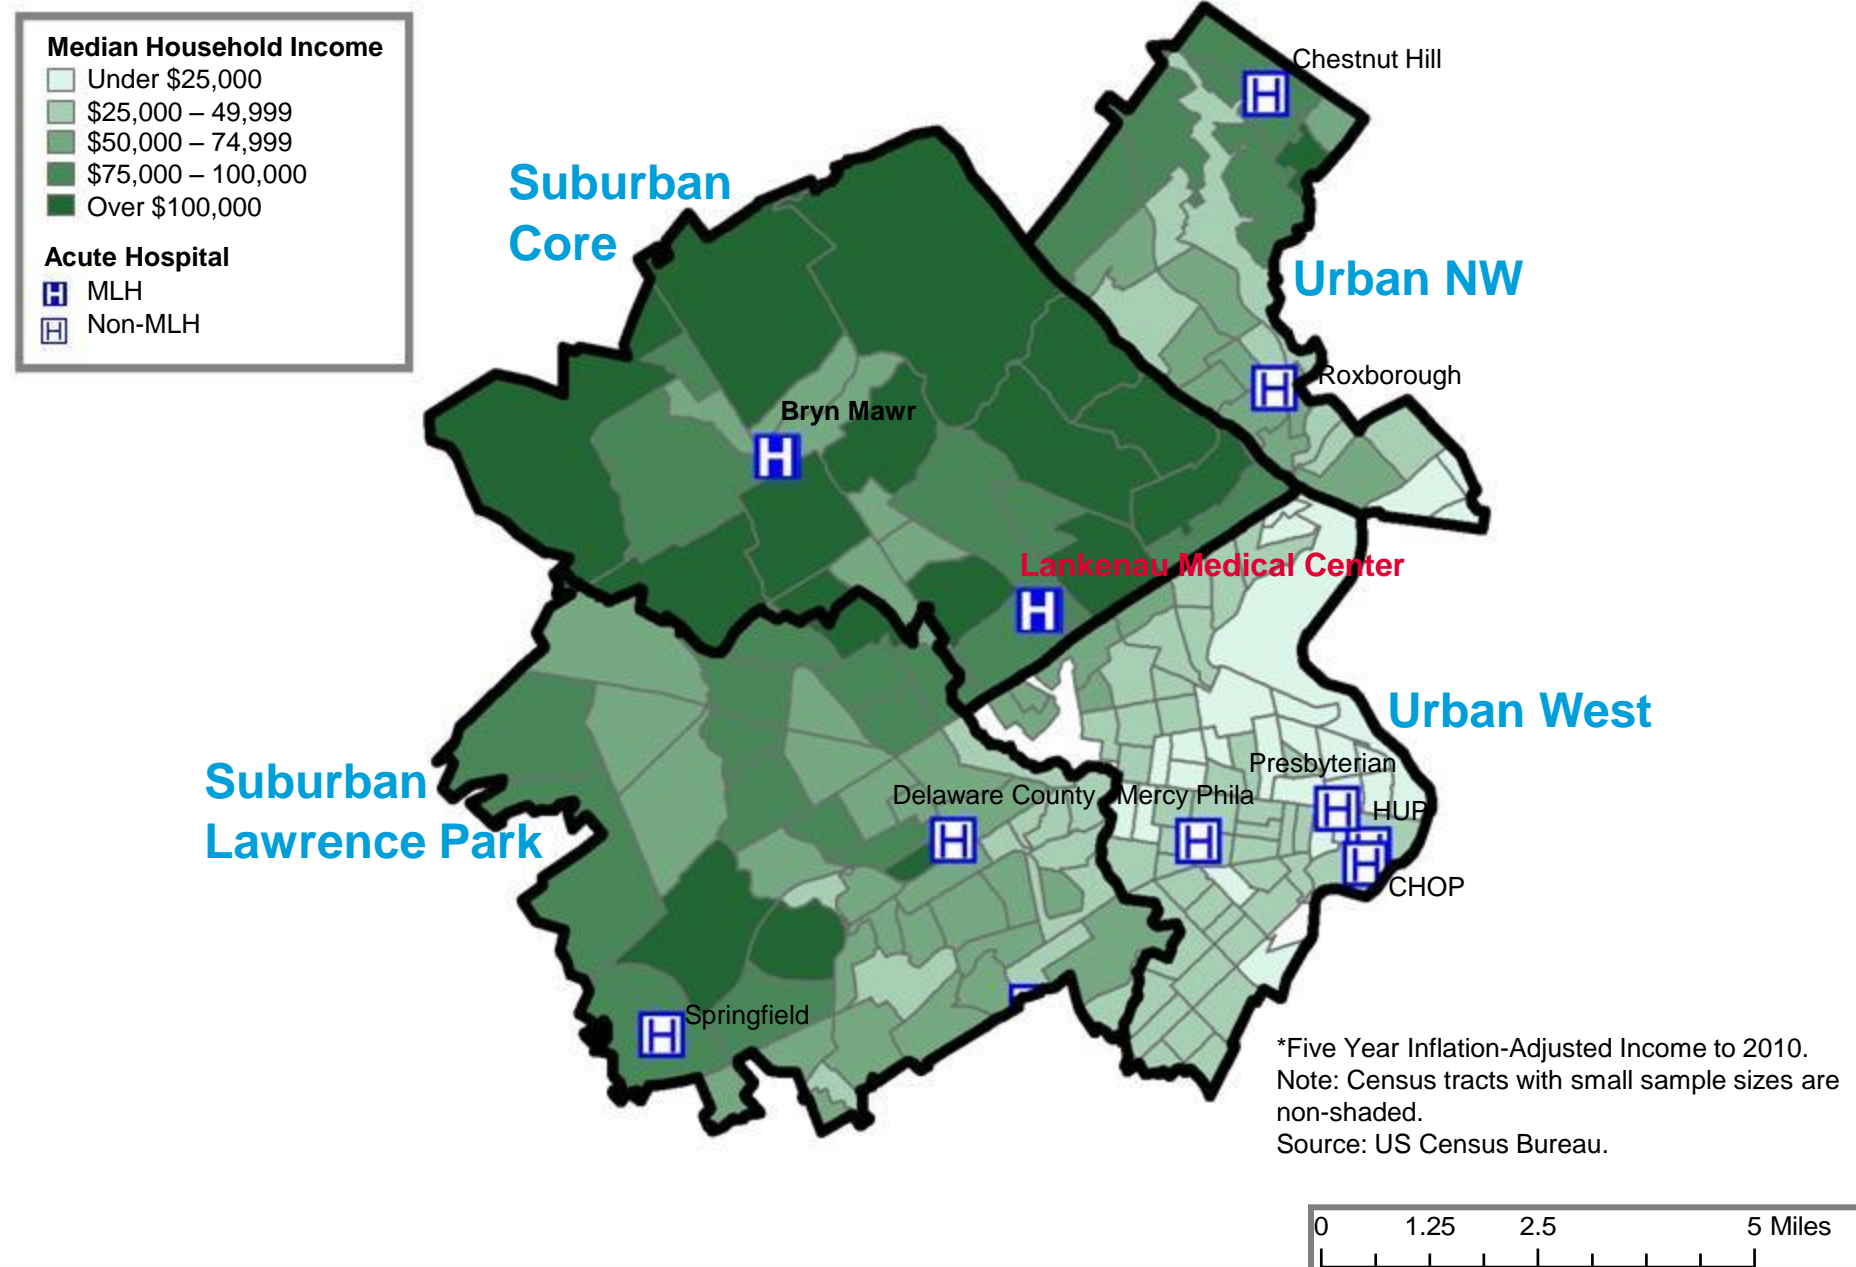 Median Household Income
Under $25,000
$25,000 – 49,999
$50,000 – 74,999
$75,000 – 100,000
Over $100,000
Acute Hospital
H MLH
H Non-MLH
Chestnut Hill
H
Suburban
Core
Urban NW
Roxborough
H
Bryn Mawr
H
Lankenau Medical Center
H
Urban West
Suburban
Lawrence Park
Presbyterian
H
Delaware County
H
Mercy Phila
H
HUP
H
CHOP
Springfield
H
*Five Year Inflation-Adjusted Income to 2010.
Note: Census tracts with small sample sizes are
non-shaded.
Source: US Census Bureau.
0 1.25 2.5 5 Miles